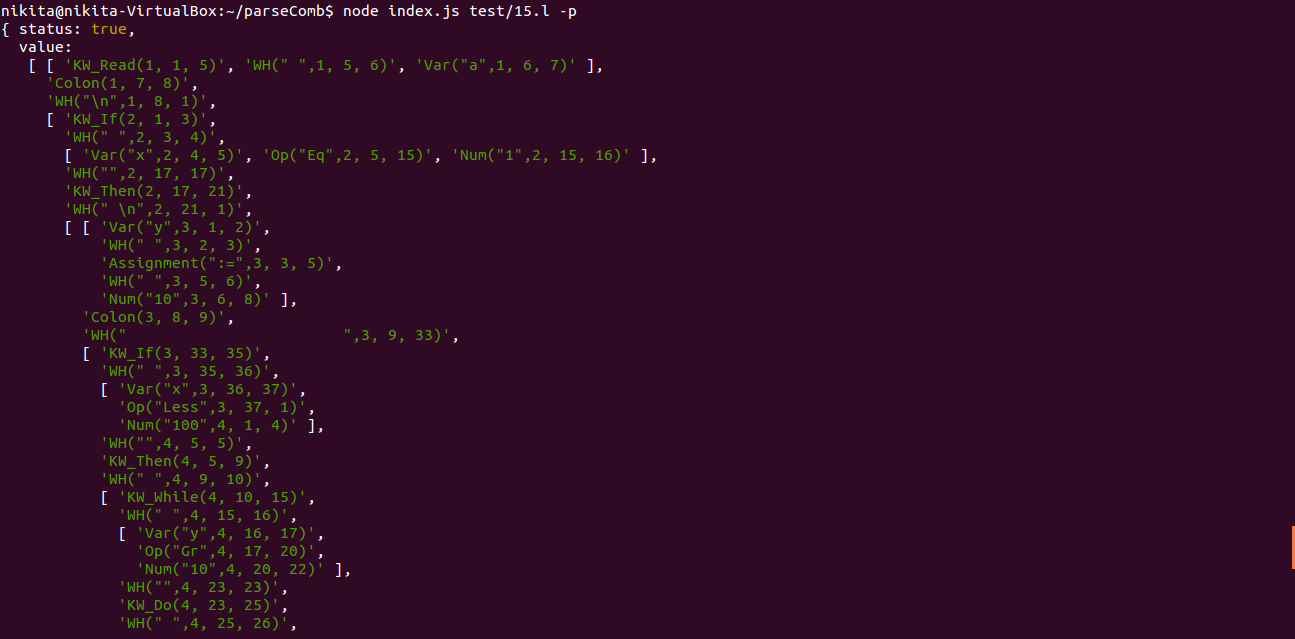 nikita@nikita-VirtualBox:~/parseComb$ node index.js test/15.l -p
{ status: true,
  value:
   [ [ 'KW_Read(1, 1, 5)', 'WH(" ",1, 5, 6)', 'Var("a",1, 6, 7)' ],
     'Colon(1, 7, 8)',
     'WH("\n",1, 8, 1)',
     [ 'KW_If(2, 1, 3)',
       'WH(" ",2, 3, 4)',
       [ 'Var("x",2, 4, 5)', 'Op("Eq",2, 5, 15)', 'Num("1",2, 15, 16)' ],
       'WH("",2, 17, 17)',
       'KW_Then(2, 17, 21)',
       'WH(" \n",2, 21, 1)',
       [ [ 'Var("y",3, 1, 2)',
           'WH(" ",3, 2, 3)',
           'Assignment(":=",3, 3, 5)',
           'WH(" ",3, 5, 6)',
           'Num("10",3, 6, 8)' ],
         'Colon(3, 8, 9)',
         'WH("                        ",3, 9, 33)',
         [ 'KW_If(3, 33, 35)',
           'WH(" ",3, 35, 36)',
           [ 'Var("x",3, 36, 37)',
             'Op("Less",3, 37, 1)',
             'Num("100",4, 1, 4)' ],
           'WH("",4, 5, 5)',
           'KW_Then(4, 5, 9)',
           'WH(" ",4, 9, 10)',
           [ 'KW_While(4, 10, 15)',
             'WH(" ",4, 15, 16)',
             [ 'Var("y",4, 16, 17)',
               'Op("Gr",4, 17, 20)',
               'Num("10",4, 20, 22)' ],
             'WH("",4, 23, 23)',
             'KW_Do(4, 23, 25)',
             'WH(" ",4, 25, 26)',